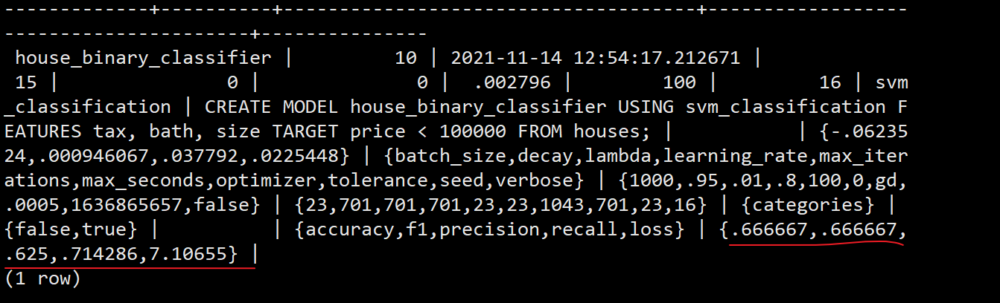 -------------+----------+------------------------------------+------------------
----------------------+---------------
 house_binary_classifier |         10 | 2021-11-14 12:54:17.212671 |
 15 |               0 |              0 |  .002796 |        100 |         16 | svm
_classification | CREATE MODEL house_binary_classifier USING svm_classification F
EATURES tax, bath, size TARGET price < 100000 FROM houses; |           | {-.06235
24,.000946067,.037792,.0225448} | {batch_size,decay,lambda,learning_rate,max_iter
ations,max_seconds,optimizer,tolerance,seed,verbose} | {1000,.95,.01,.8,100,0,gd,
.0005,1636865657,false} | {23,701,701,701,23,23,1043,701,23,16} | {categories} |
{false,true} |          | {accuracy,f1,precision,recall,loss} | {.666667,.666667,
.625,.714286,7.10655} |
(1 row)